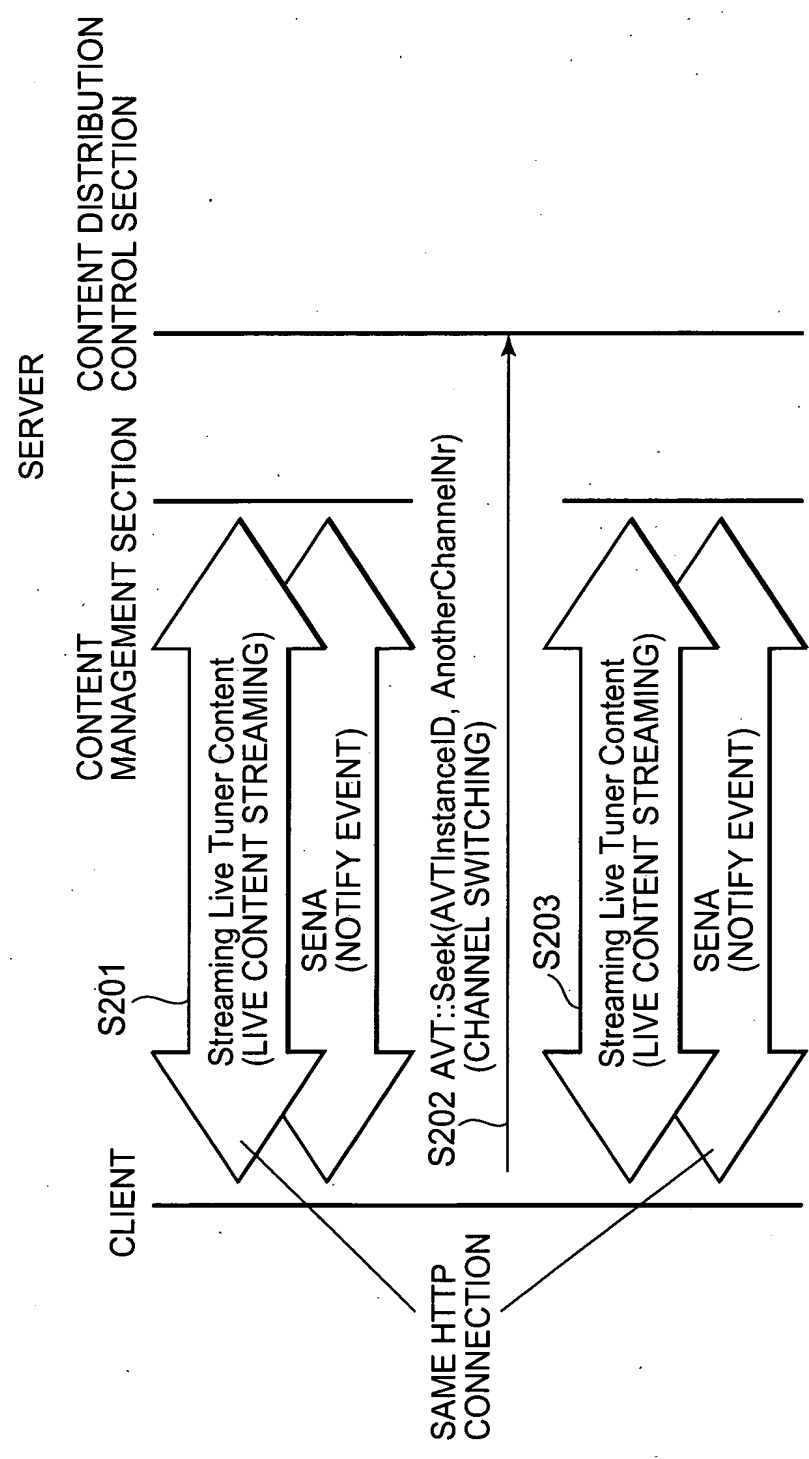 SERVER
CLIENT
CONTENT
MANAGEMENT SECTION
CONTENT DISTRIBUTION
CONTROL SECTION
S201
Streaming Live Tuner Content
(LIVE CONTENT STREAMING)
SENA
(NOTIFY EVENT)
S202 AVT::Seek(AVTInstanceID, AnotherChannelNr)
(CHANNEL SWITCHING)
SAME HTTP
CONNECTION
S203
Streaming Live Tuner Content
(LIVE CONTENT STREAMING)
SENA
(NOTIFY EVENT)